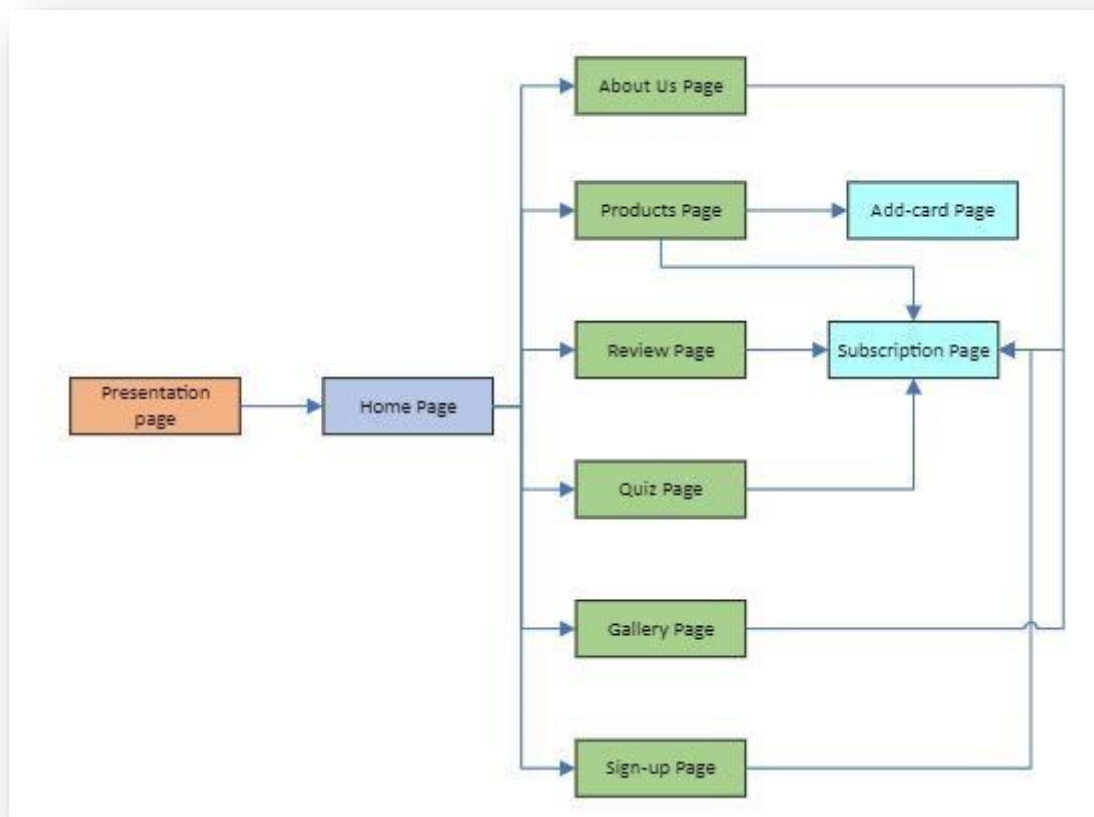 About Us Page
Products Page
Add-card Page
Review Page
Subscription Page
Presentation
page
Home Page
Quiz Page
Gallery Page
Sign-up Page